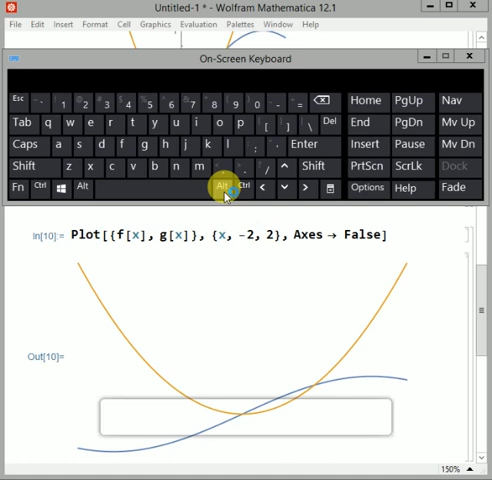 Untitled-1 * - Wolfram Mathematica 12.1
File Edit Insert Format Cell Graphics Evaluation Palettes Window Help
On-Screen Keyboard
Esc 1 @ 2 # 3 $ 4 % 5 ^ 6 & 7 * 8 ( 9 ) 0 - = Home PgUp Nav
Tab q w e r t y u i o p [ ] \ Del End PgDn Mv Up
Caps a s d f g h j k l ; ' Enter Insert Pause Mv Dn
Shift z x c v b n m , . / Shift PrtScn ScrLk Dock
Fn Ctrl Alt Alt Ctrl Options Help Fade
In[10]:= Plot[{f[x], g[x]}, {x, -2, 2}, Axes → False]
Out[10]=
150%